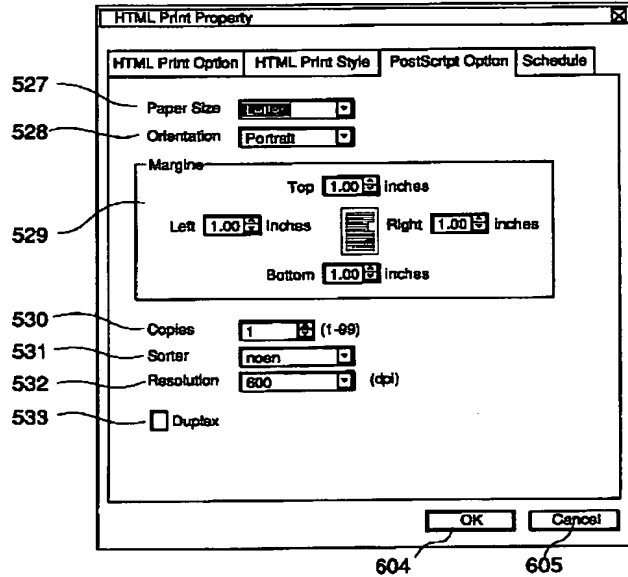 HTML Print Property
HTML Print Option HTML Print Style PostScript Option Schedule
527 Paper Size Letter
528 Orientation Portrait
Margins
Top 1.00 inches
529 Left 1.00 inches Right 1.00 inches
Bottom 1.00 inches
530 Copies 1 (1-99)
531 Sorter noen
532 Resolution 600 (dpi)
533 Duplex
OK Cancel
604 605